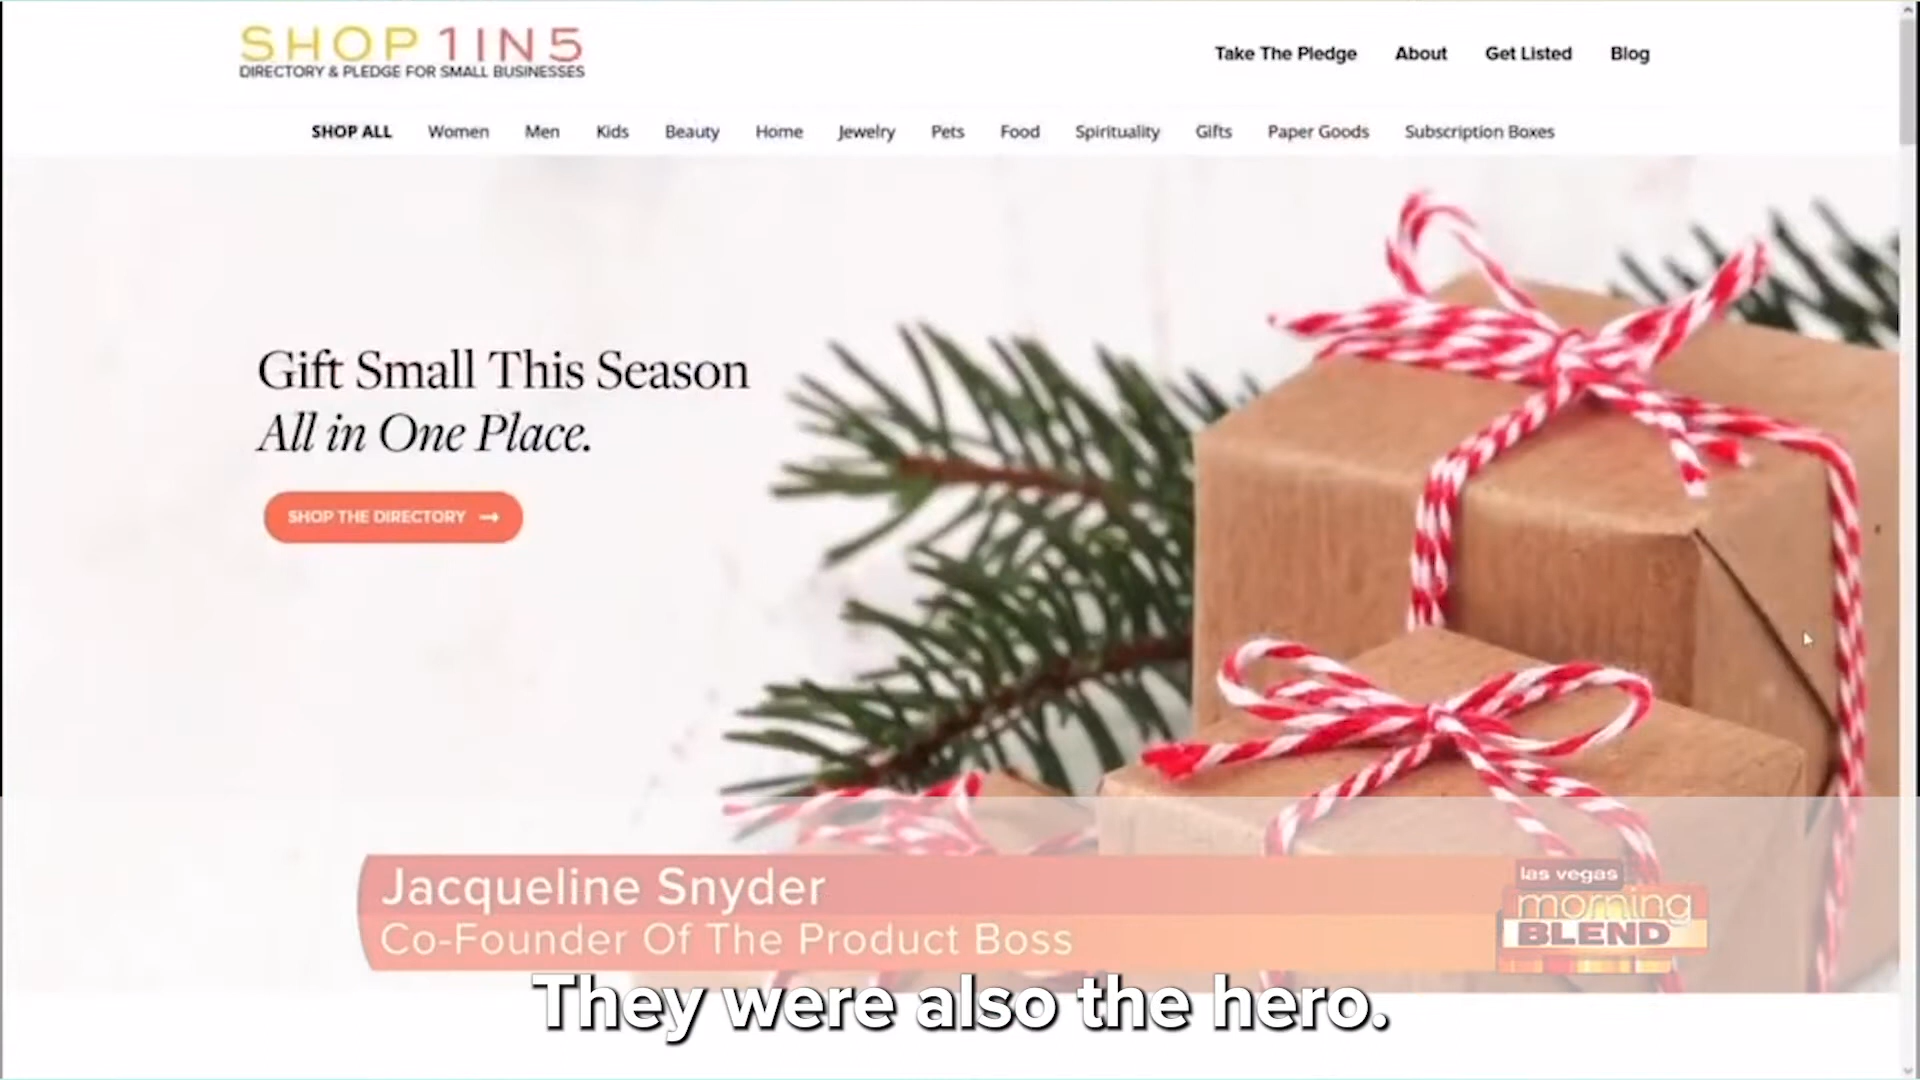 SHOP 1IN5
DIRECTORY & PLEDGE FOR SMALL BUSINESSES
Take The Pledge About Get Listed Blog
SHOP ALL Women Men Kids Beauty Home Jewelry Pets Food Spirituality Gifts Paper Goods Subscription Boxes
Gift Small This Season
All in One Place.
SHOP THE DIRECTORY →
Jacqueline Snyder
Co-Founder Of The Product Boss
las vegas
morning
BLEND
They were also the hero.